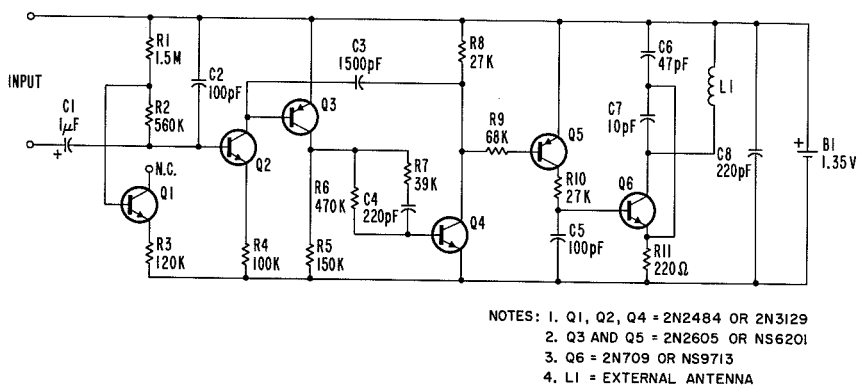 R1
1.5M
INPUT
C1
1µF
+
R2
560K
C2
100pF
N.C.
Q1
R3
120K
Q2
R4
100K
Q3
C3
1500pF
R6
470K
C4
220pF
R7
39K
R5
150K
R8
27K
Q4
R9
68K
Q5
R10
27K
C5
100pF
C6
47pF
C7
10pF
L1
Q6
R11
220Ω
C8
220pF
+
B1
1.35V
NOTES: 1. Q1, Q2, Q4 = 2N2484 OR 2N3129
2. Q3 AND Q5 = 2N2605 OR NS6201
3. Q6 = 2N709 OR NS9713
4. L1 = EXTERNAL ANTENNA